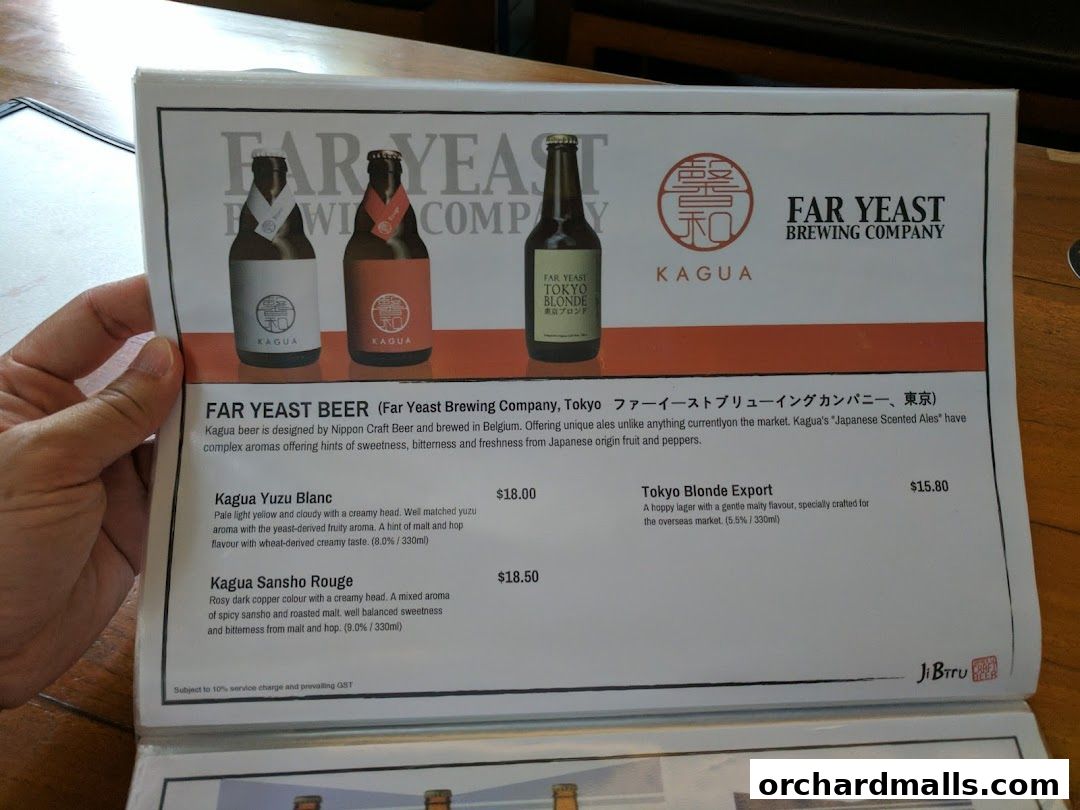 FAR YEAST
BREWING COMPANY
馨和
KAGUA
馨和
KAGUA
FAR YEAST
TOKYO
BLONDE
東京ブロンド
馨和
KAGUA
FAR YEAST
BREWING COMPANY
FAR YEAST BEER (Far Yeast Brewing Company, Tokyo ファーイーストブリューイングカンパニー、東京)
Kagua beer is designed by Nippon Craft Beer and brewed in Belgium. Offering unique ales unlike anything currentlyon the market. Kagua's "Japanese Scented Ales" have
complex aromas offering hints of sweetness, bitterness and freshness from Japanese origin fruit and peppers.
Kagua Yuzu Blanc $18.00
Pale light yellow and cloudy with a creamy head. Well matched yuzu
aroma with the yeast-derived fruity aroma. A hint of malt and hop
flavour with wheat-derived creamy taste. (8.0% / 330ml)
Kagua Sansho Rouge $18.50
Rosy dark copper colour with a creamy head. A mixed aroma
of spicy sansho and roasted malt. well balanced sweetness
and bitterness from malt and hop. (9.0% / 330ml)
Tokyo Blonde Export $15.80
A hoppy lager with a gentle malty flavour, specially crafted for
the overseas market. (5.5% / 330ml)
Subject to 10% service charge and prevailing GST
JiBiru
CRAFT
BEER
orchardmalls.com